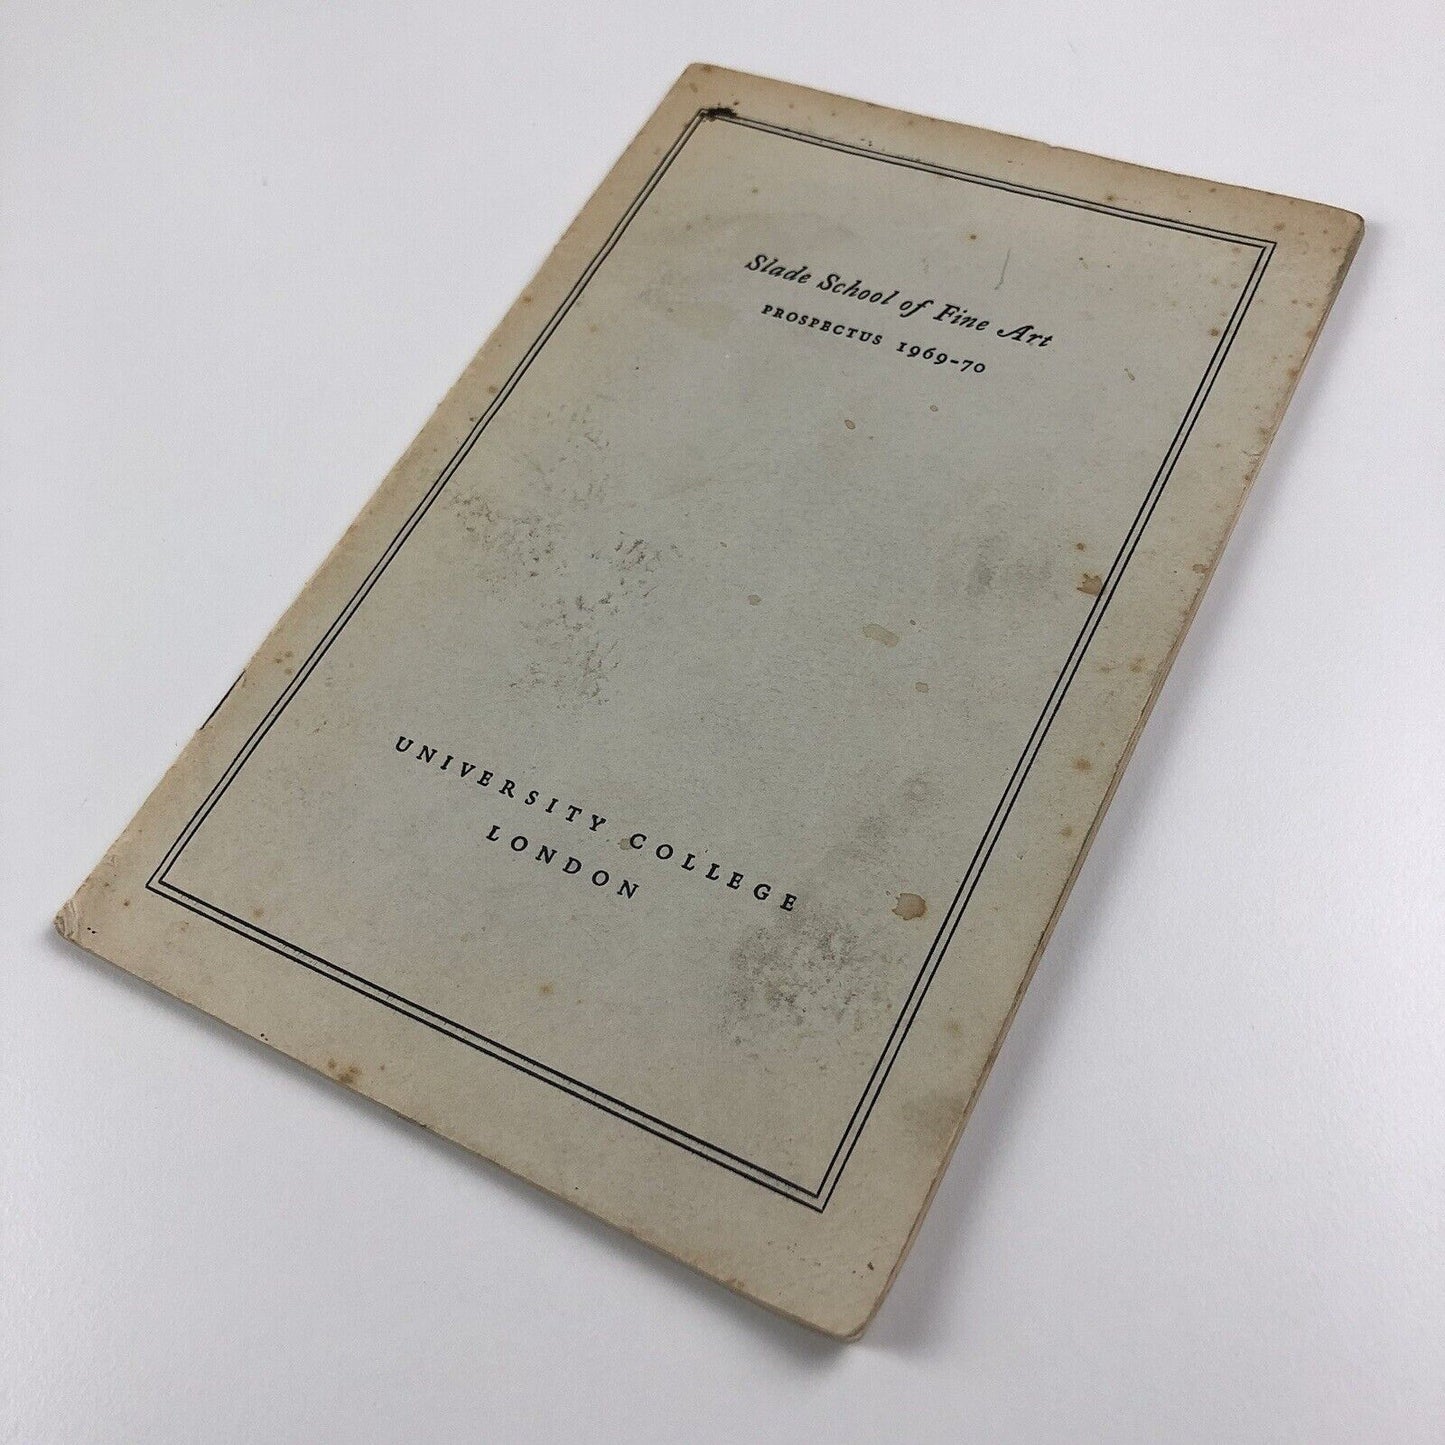 Slade School of Fine Art
PROSPECTUS 1969-70
UNIVERSITY COLLEGE
LONDON